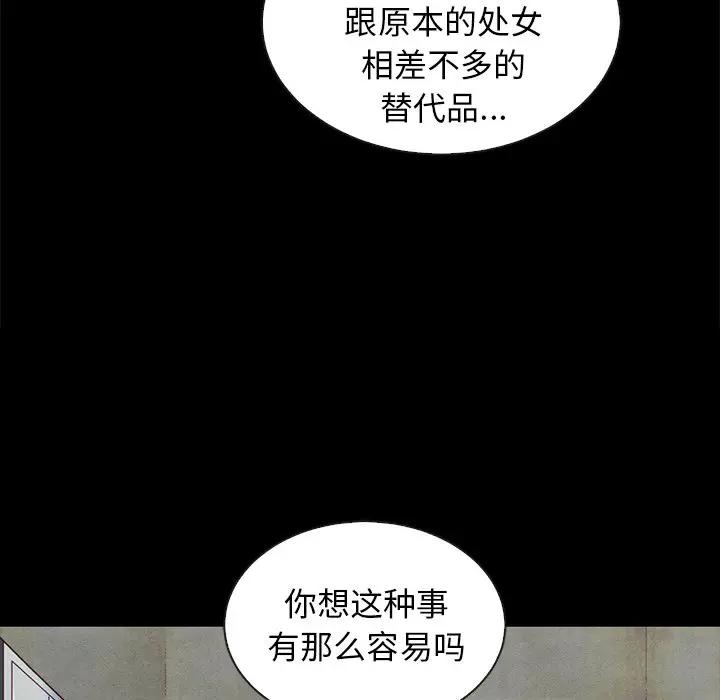 跟原本的处女
相差不多的
替代品...
你想这种事
有那么容易吗